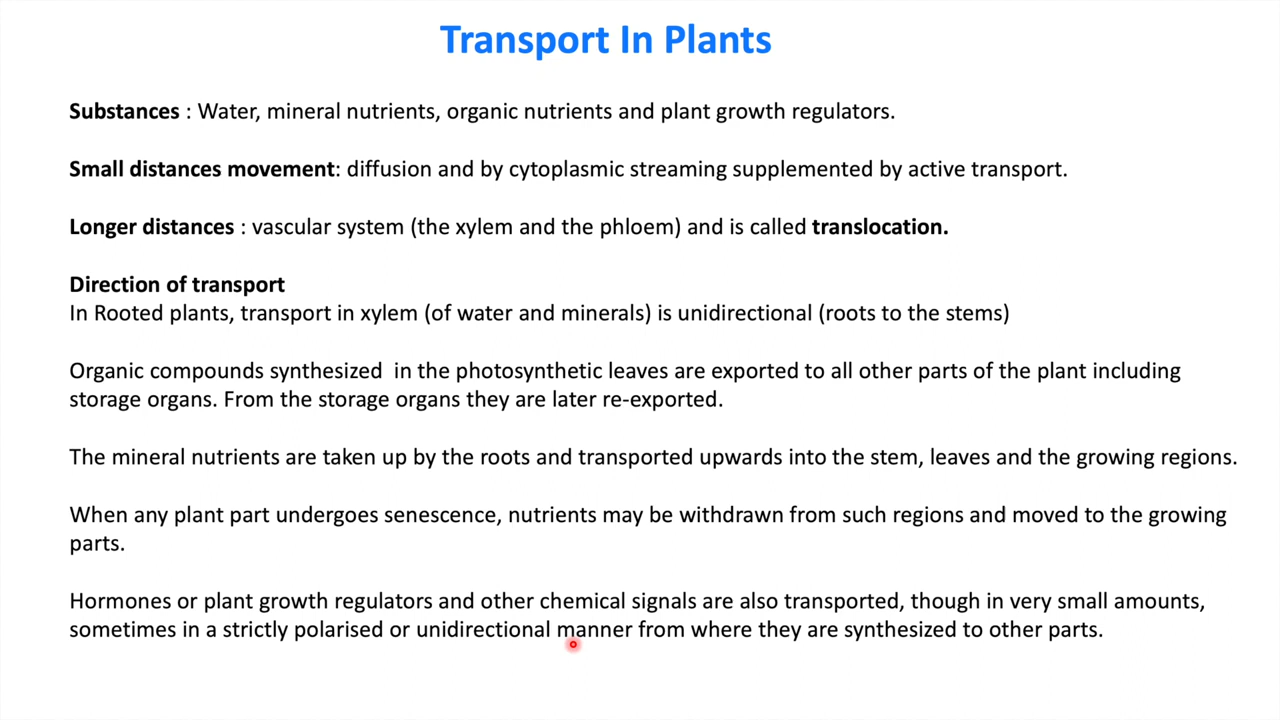 Transport In Plants
Substances : Water, mineral nutrients, organic nutrients and plant growth regulators.
Small distances movement: diffusion and by cytoplasmic streaming supplemented by active transport.
Longer distances : vascular system (the xylem and the phloem) and is called translocation.
Direction of transport
In Rooted plants, transport in xylem (of water and minerals) is unidirectional (roots to the stems)
Organic compounds synthesized  in the photosynthetic leaves are exported to all other parts of the plant including
storage organs. From the storage organs they are later re-exported.
The mineral nutrients are taken up by the roots and transported upwards into the stem, leaves and the growing regions.
When any plant part undergoes senescence, nutrients may be withdrawn from such regions and moved to the growing
parts.
Hormones or plant growth regulators and other chemical signals are also transported, though in very small amounts,
sometimes in a strictly polarised or unidirectional manner from where they are synthesized to other parts.